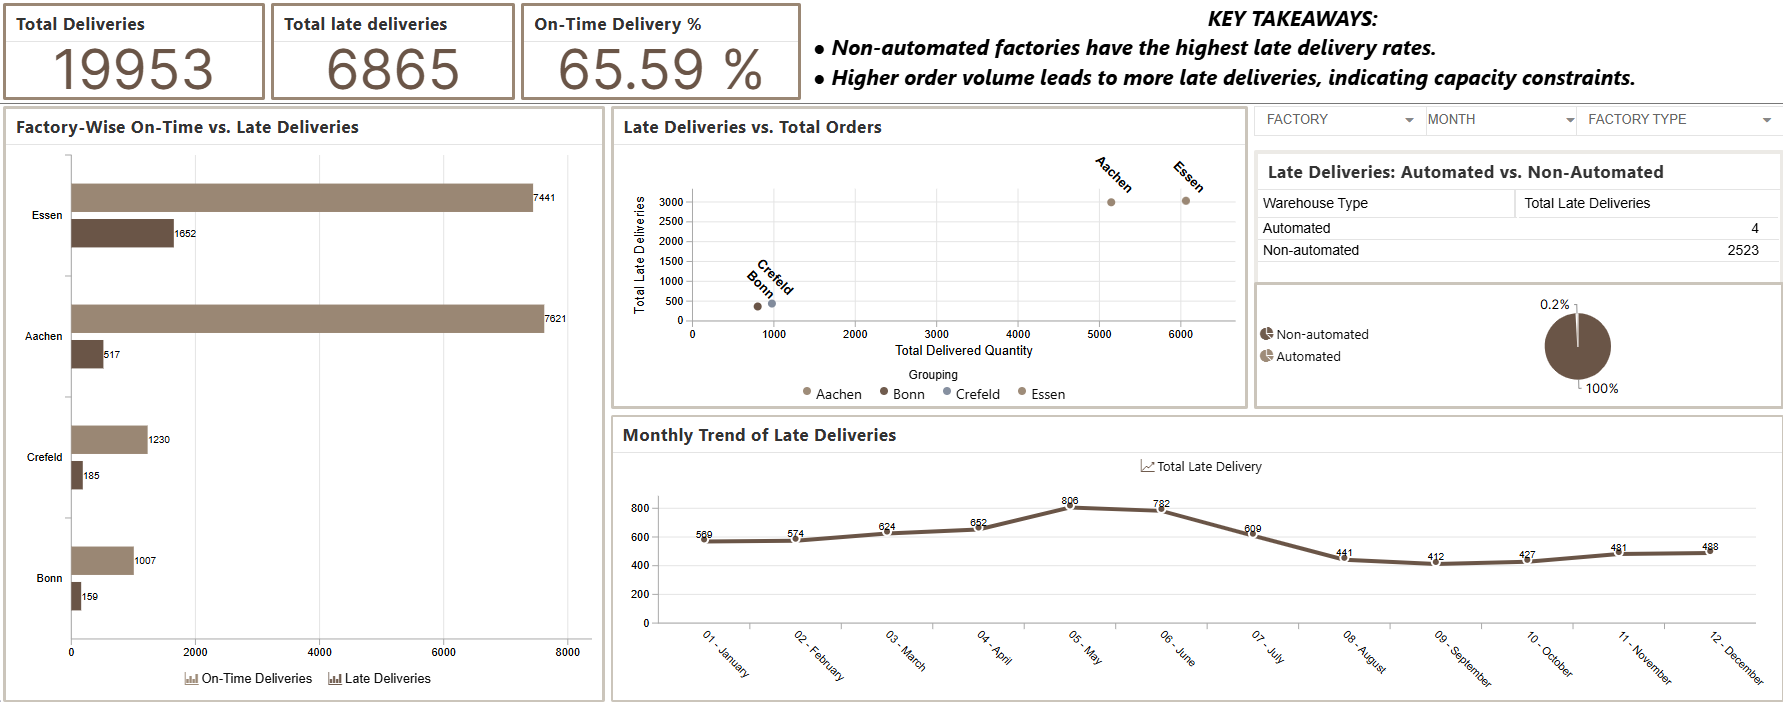 Total Deliveries
19953
Total late deliveries
6865
On-Time Delivery %
65.59 %
KEY TAKEAWAYS:
• Non-automated factories have the highest late delivery rates.
• Higher order volume leads to more late deliveries, indicating capacity constraints.
Factory-Wise On-Time vs. Late Deliveries
Essen
7441
1652
Aachen
7621
517
Crefeld
1230
185
Bonn
1007
159
0 2000 4000 6000 8000
On-Time Deliveries Late Deliveries
Late Deliveries vs. Total Orders
Total Late Deliveries
3000
2500
2000
1500
1000
500
0
Aachen
Essen
Crefeld
Bonn
0 1000 2000 3000 4000 5000 6000
Total Delivered Quantity
Grouping
Aachen Bonn Crefeld Essen
FACTORY MONTH FACTORY TYPE
Late Deliveries: Automated vs. Non-Automated
Warehouse Type Total Late Deliveries
Automated 4
Non-automated 2523
Non-automated
Automated
0.2%
100%
Monthly Trend of Late Deliveries
Total Late Delivery
800
600
400
200
0
569 574 624 652 806 782 609 441 412 427 481 488
01 - January
02 - February
03 - March
04 - April
05 - May
06 - June
07 - July
08 - August
09 - September
10 - October
11 - November
12 - December